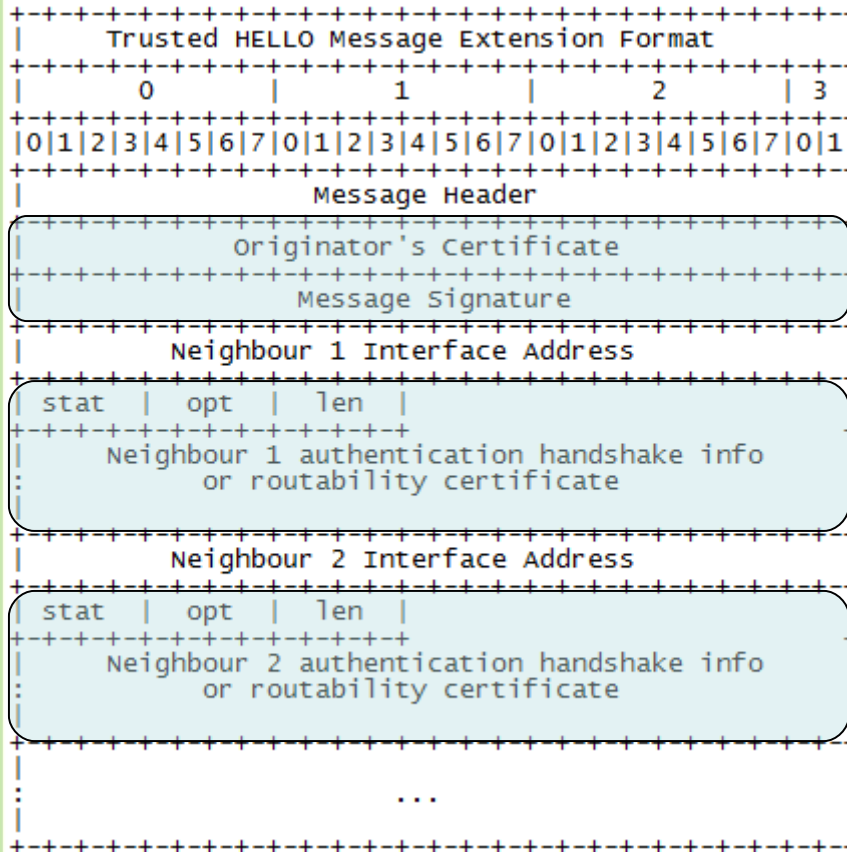 +-+-+-+-+-+-+-+-+-+-+-+-+-+-+-+-+-+-+-+-+-+-+-+-+-+-+-
| Trusted HELLO Message Extension Format
+-+-+-+-+-+-+-+-+-+-+-+-+-+-+-+-+-+-+-+-+-+-+-+-+-+-+-
| 0 | 1 | 2 | 3
+-+-+-+-+-+-+-+-+-+-+-+-+-+-+-+-+-+-+-+-+-+-+-+-+-+-+-
|0|1|2|3|4|5|6|7|0|1|2|3|4|5|6|7|0|1|2|3|4|5|6|7|0|1
+-+-+-+-+-+-+-+-+-+-+-+-+-+-+-+-+-+-+-+-+-+-+-+-+-+-+-
| Message Header
+-+-+-+-+-+-+-+-+-+-+-+-+-+-+-+-+-+-+-+-+-+-+-+-+-+-+-
| Originator's Certificate
+-+-+-+-+-+-+-+-+-+-+-+-+-+-+-+-+-+-+-+-+-+-+-+-+-+-+-
| Message Signature
+-+-+-+-+-+-+-+-+-+-+-+-+-+-+-+-+-+-+-+-+-+-+-+-+-+-+-
| Neighbour 1 Interface Address
+-+-+-+-+-+-+-+-+-+-+-+-+-+-+-+-+-+-+-+-+-+-+-+-+-+-+-
| stat | opt | len |
+-+-+-+-+-+-+-+-+-+-+-+-+
| Neighbour 1 authentication handshake info
: or routability certificate
|
+-+-+-+-+-+-+-+-+-+-+-+-+-+-+-+-+-+-+-+-+-+-+-+-+-+-+-
| Neighbour 2 Interface Address
+-+-+-+-+-+-+-+-+-+-+-+-+-+-+-+-+-+-+-+-+-+-+-+-+-+-+-
| stat | opt | len |
+-+-+-+-+-+-+-+-+-+-+-+-+
| Neighbour 2 authentication handshake info
: or routability certificate
|
+-+-+-+-+-+-+-+-+-+-+-+-+-+-+-+-+-+-+-+-+-+-+-+-+-+-+-
|
: ...
|
+-+-+-+-+-+-+-+-+-+-+-+-+-+-+-+-+-+-+-+-+-+-+-+-+-+-+-